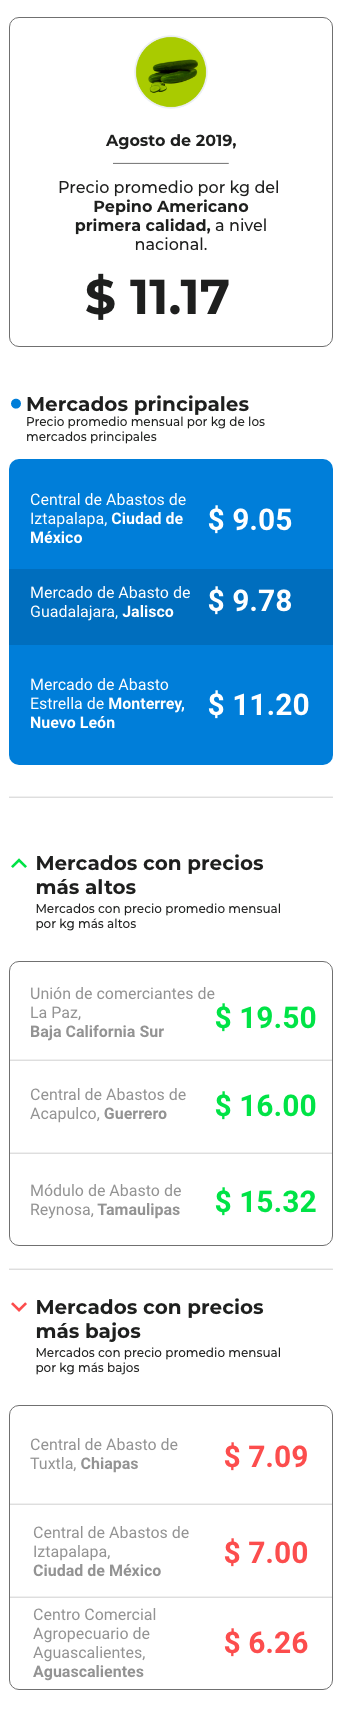 Agosto de 2019,
Precio promedio por kg del
Pepino Americano
primera calidad, a nivel
nacional.
$ 11.17
Mercados principales
Precio promedio mensual por kg de los
mercados principales
Central de Abastos de
Iztapalapa, Ciudad de
México
$ 9.05
Mercado de Abasto de
Guadalajara, Jalisco
$ 9.78
Mercado de Abasto
Estrella de Monterrey,
Nuevo León
$ 11.20
Mercados con precios
más altos
Mercados con precio promedio mensual
por kg más altos
Unión de comerciantes de
La Paz,
Baja California Sur
$ 19.50
Central de Abastos de
Acapulco, Guerrero
$ 16.00
Módulo de Abasto de
Reynosa, Tamaulipas
$ 15.32
Mercados con precios
más bajos
Mercados con precio promedio mensual
por kg más bajos
Central de Abasto de
Tuxtla, Chiapas
$ 7.09
Central de Abastos de
Iztapalapa,
Ciudad de México
$ 7.00
Centro Comercial
Agropecuario de
Aguascalientes,
Aguascalientes
$ 6.26